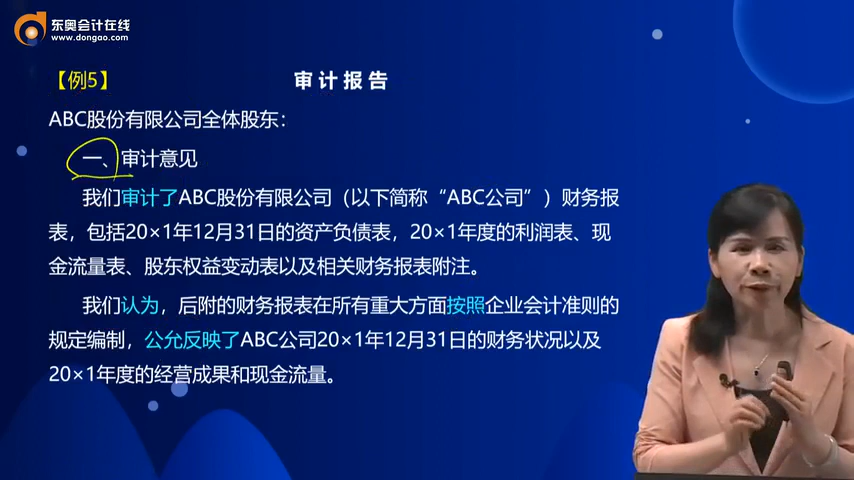 东奥会计在线
www.dongao.com
【例5】
审计报告
ABC股份有限公司全体股东：
一、审计意见
我们审计了ABC股份有限公司（以下简称“ABC公司”）财务报
表，包括20×1年12月31日的资产负债表，20×1年度的利润表、现
金流量表、股东权益变动表以及相关财务报表附注。
我们认为，后附的财务报表在所有重大方面按照企业会计准则的
规定编制，公允反映了ABC公司20×1年12月31日的财务状况以及
20×1年度的经营成果和现金流量。